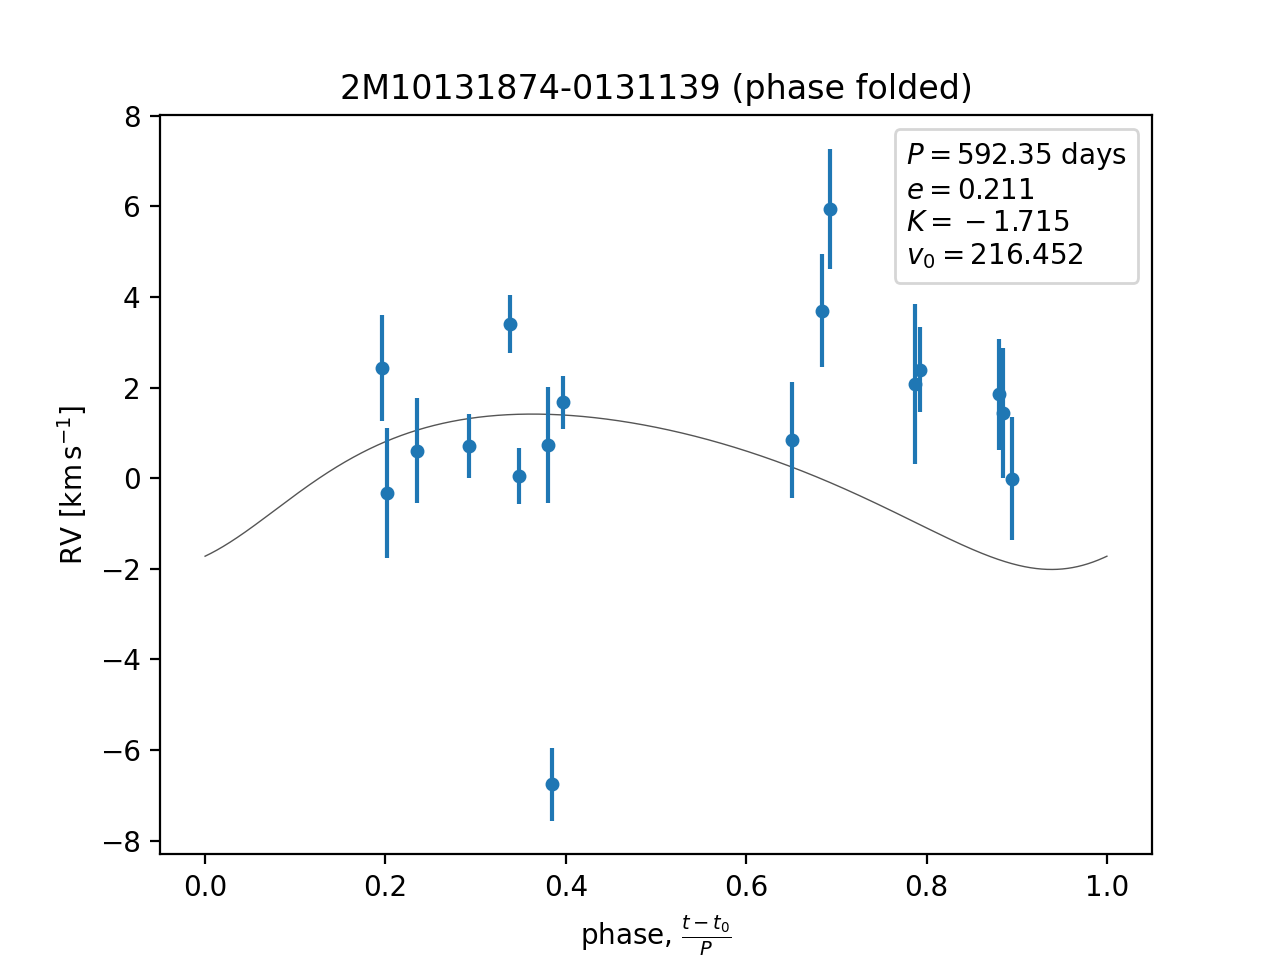 2M10131874-0131139 (phase folded)
P = 592.35 days
e = 0.211
K = −1.715
v₀ = 216.452
8
6
4
2
0
−2
−4
−6
−8
RV [km s⁻¹]
0.0 0.2 0.4 0.6 0.8 1.0
phase, (t − t₀)/P